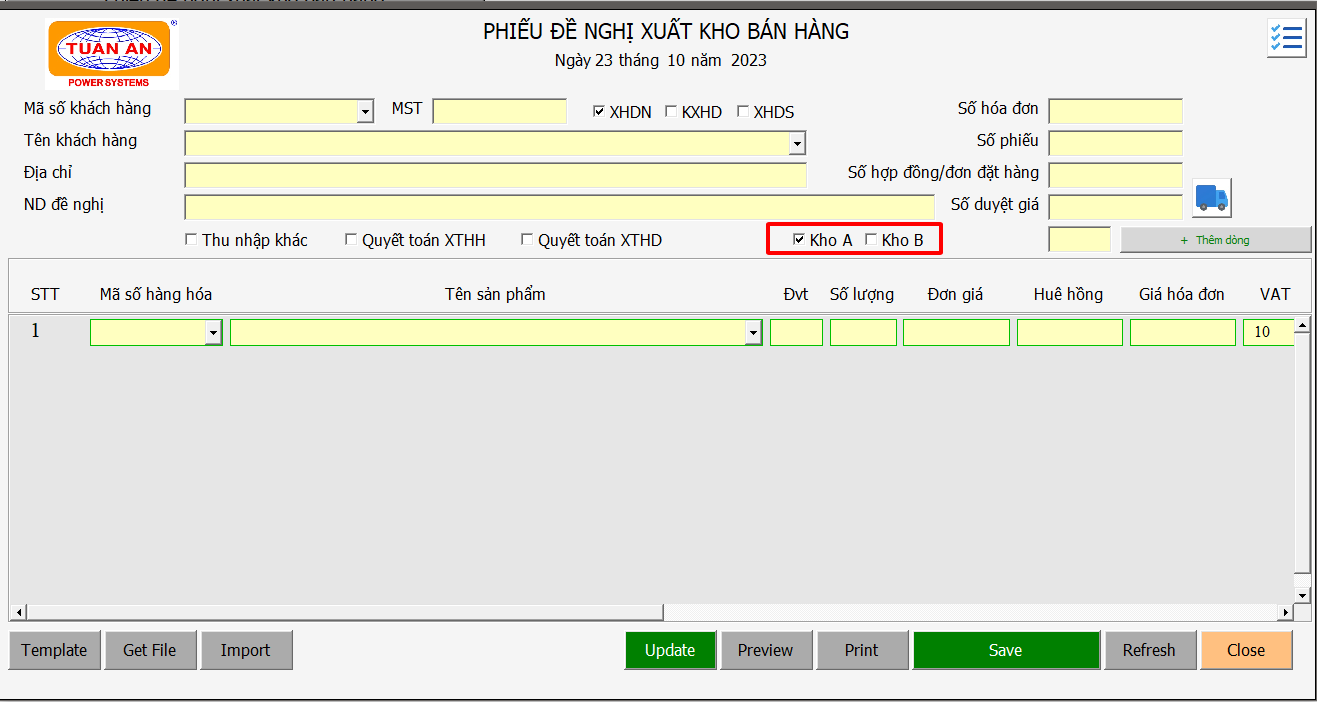 TUAN AN
®
POWER SYSTEMS
PHIẾU ĐỀ NGHỊ XUẤT KHO BÁN HÀNG
Ngày 23 tháng 10 năm 2023
Mã số khách hàng MST XHDN KXHD XHDS Số hóa đơn
Tên khách hàng Số phiếu
Địa chỉ Số hợp đồng/đơn đặt hàng
ND đề nghị Số duyệt giá
Thu nhập khác Quyết toán XTHH Quyết toán XTHD Kho A Kho B + Thêm dòng
STT Mã số hàng hóa Tên sản phẩm Đvt Số lượng Đơn giá Huê hồng Giá hóa đơn VAT
1 10
Template Get File Import Update Preview Print Save Refresh Close